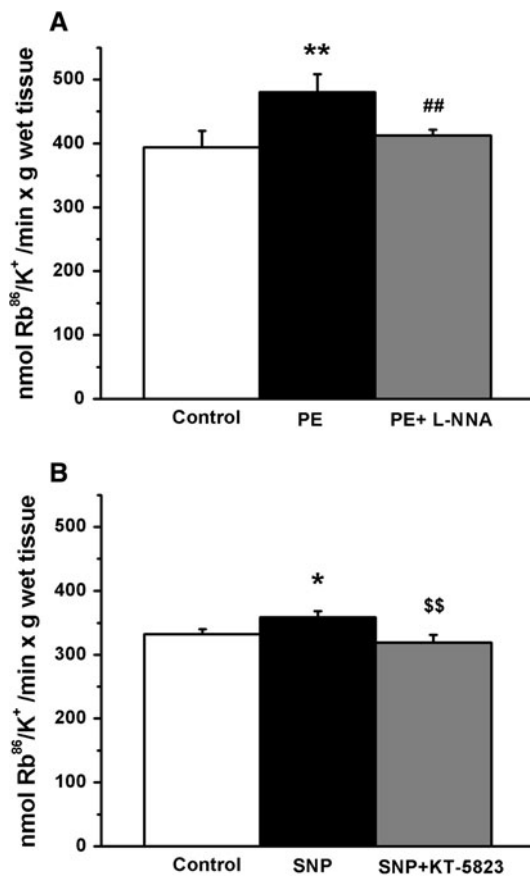 A
nmol Rb⁸⁶/K⁺ /min x g wet tissue
500
400
300
200
100
0
**
##
Control PE PE+ L-NNA
B
nmol Rb⁸⁶/K⁺ /min x g wet tissue
500
400
300
200
100
0
*
$$
Control SNP SNP+KT-5823